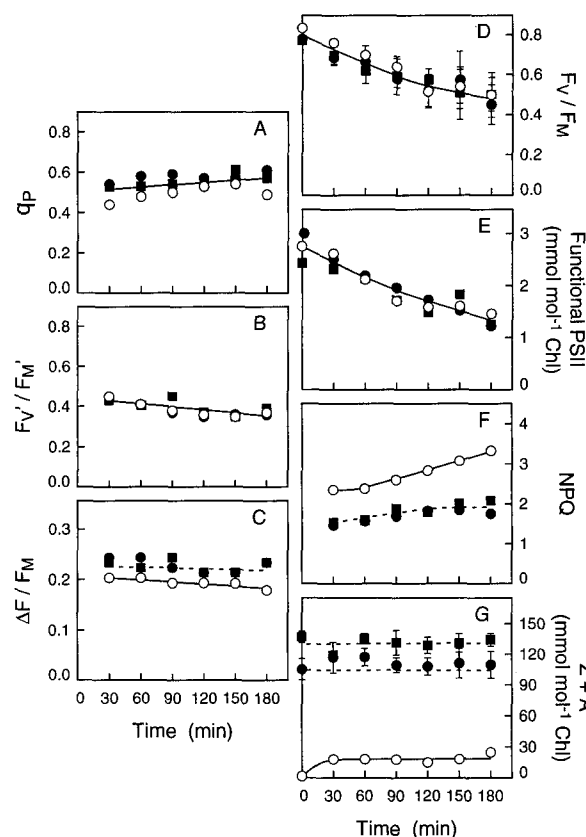 A
0.8
0.6
0.4
0.2
0.0
qP
B
0.8
0.4
0.2
0.0
FV' / FM'
C
0.3
0.2
0.2
0.0
ΔF / FM
0 30 60 90 120 150 180
Time (min)
D
0.8
0.6
0.4
0.2
0.0
FV / FM
E
3
2
1
0
Functional PSII
(mmol mol-1 Chl)
F
4
3
2
1
0
NPQ
G
150
120
90
60
30
0
Z + A
(mmol mol-1 Chl)
0 30 60 90 120 150 180
Time (min)